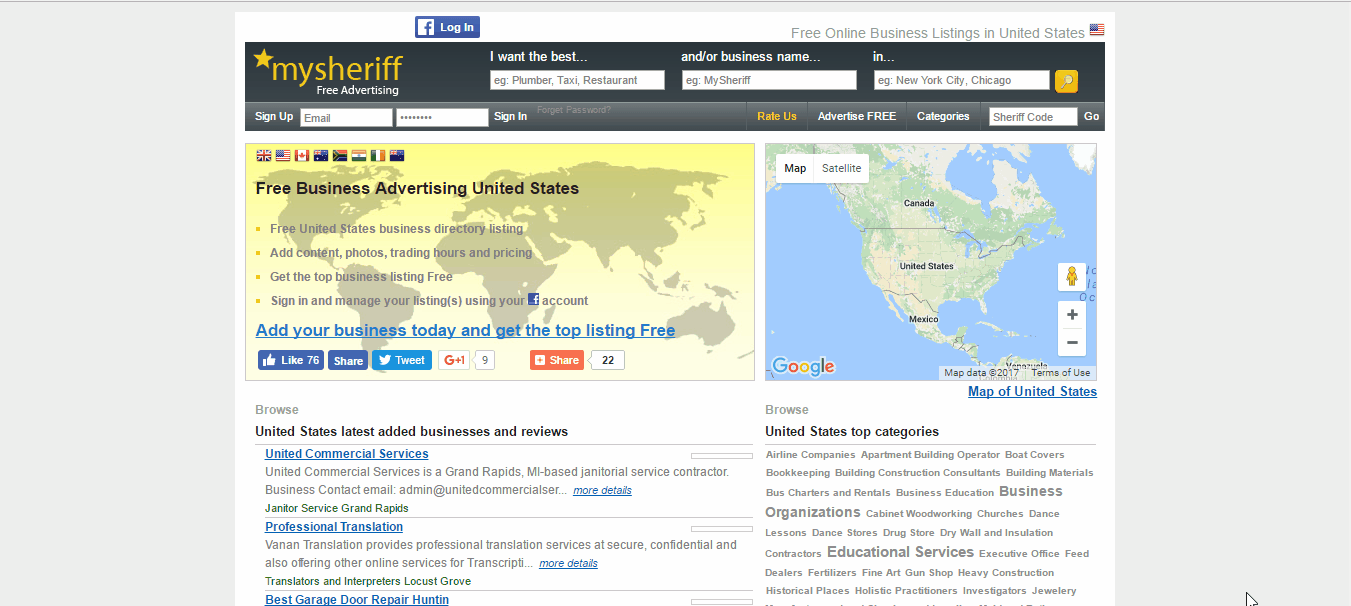 Log In
Free Online Business Listings in United States
mysheriff
Free Advertising
I want the best... and/or business name... in...
eg: Plumber, Taxi, Restaurant eg: MySheriff eg: New York City, Chicago
Sign Up Email •••••••• Sign In Forget Password? Rate Us Advertise FREE Categories Sheriff Code Go
Free Business Advertising United States
Free United States business directory listing
Add content, photos, trading hours and pricing
Get the top business listing Free
Sign in and manage your listing(s) using your account
Add your business today and get the top listing Free
Like 76 Share Tweet G+1 9 Share 22
Map Satellite
Canada
United States
Mexico
Venezuela
Google
Map data ©2017 Terms of Use
Map of United States
Browse
United States latest added businesses and reviews
United Commercial Services
United Commercial Services is a Grand Rapids, MI-based janitorial service contractor.
Business Contact email: admin@unitedcommercialser... more details
Janitor Service Grand Rapids
Professional Translation
Vanan Translation provides professional translation services at secure, confidential and
also offering other online services for Transcripti... more details
Translators and Interpreters Locust Grove
Best Garage Door Repair Huntin
Browse
United States top categories
Airline Companies Apartment Building Operator Boat Covers
Bookkeeping Building Construction Consultants Building Materials
Bus Charters and Rentals Business Education Business
Organizations Cabinet Woodworking Churches Dance
Lessons Dance Stores Drug Store Dry Wall and Insulation
Contractors Educational Services Executive Office Feed
Dealers Fertilizers Fine Art Gun Shop Heavy Construction
Historical Places Holistic Practitioners Investigators Jewelery